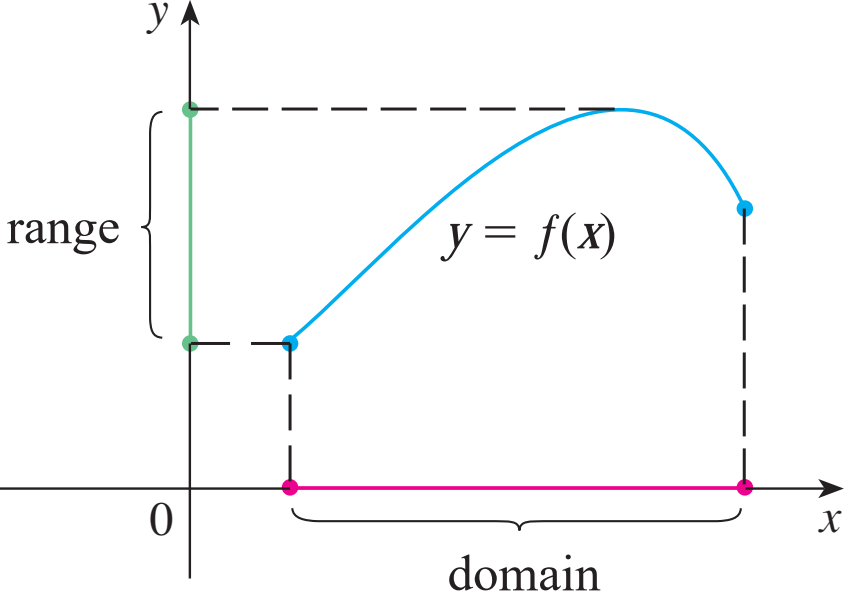 y
range
y = f(x)
0
x
domain